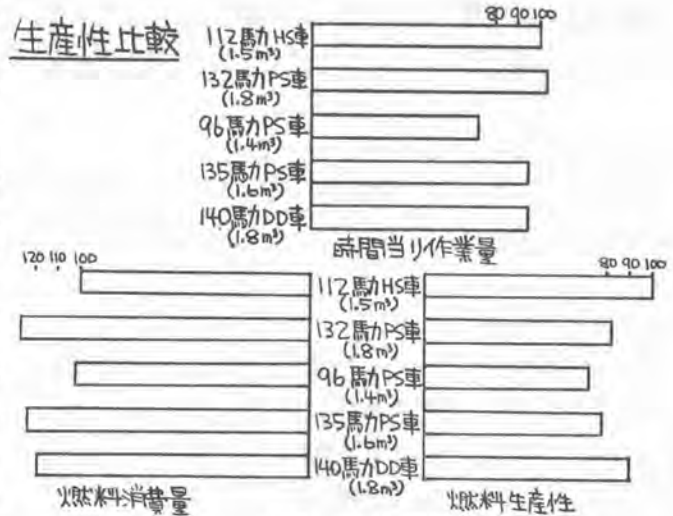 生産性比較
80 90 100
112馬力HS車
(1.5m³)
132馬力PS車
(1.8m³)
96馬力PS車
(1.4m³)
135馬力PS車
(1.6m³)
140馬力DD車
(1.8m³)
時間当り作業量
120 110 100
80 90 100
112馬力HS車
(1.5m³)
132馬力PS車
(1.8m³)
96馬力PS車
(1.4m³)
135馬力PS車
(1.6m³)
140馬力DD車
(1.8m³)
燃料消費量
燃料生産性